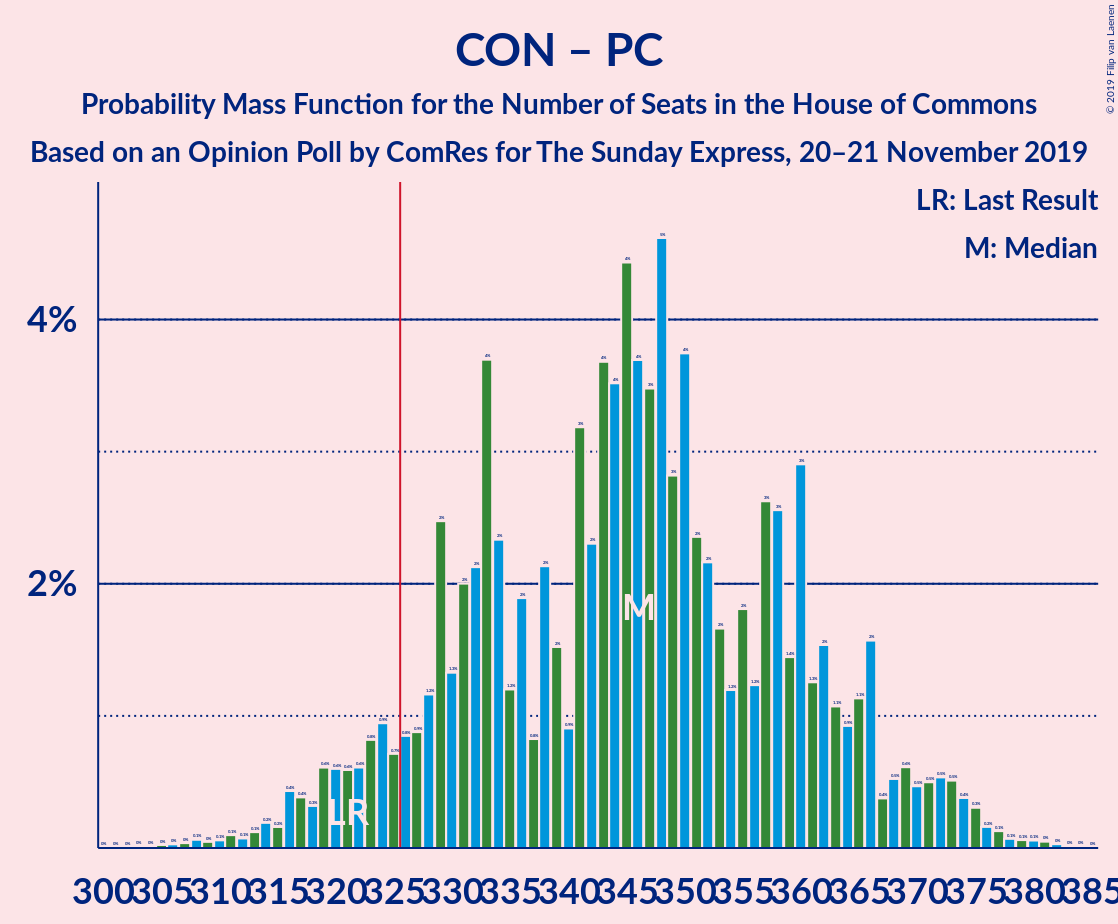 CON – PC
Probability Mass Function for the Number of Seats in the House of Commons
Based on an Opinion Poll by ComRes for The Sunday Express, 20–21 November 2019
© 2019 Filip van Laenen
LR: Last Result
M: Median
4%
2%
M
LR
300 305 310 315 320 325 330 335 340 345 350 355 360 365 370 375 380 385